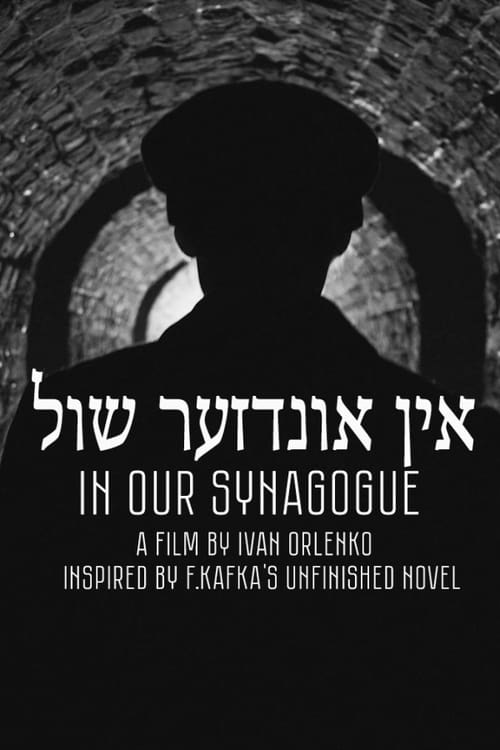 אין אונדזער שול
IN OUR SYNAGOGUE
A FILM BY IVAN ORLENKO
INSPIRED BY F.KAFKA'S UNFINISHED NOVEL